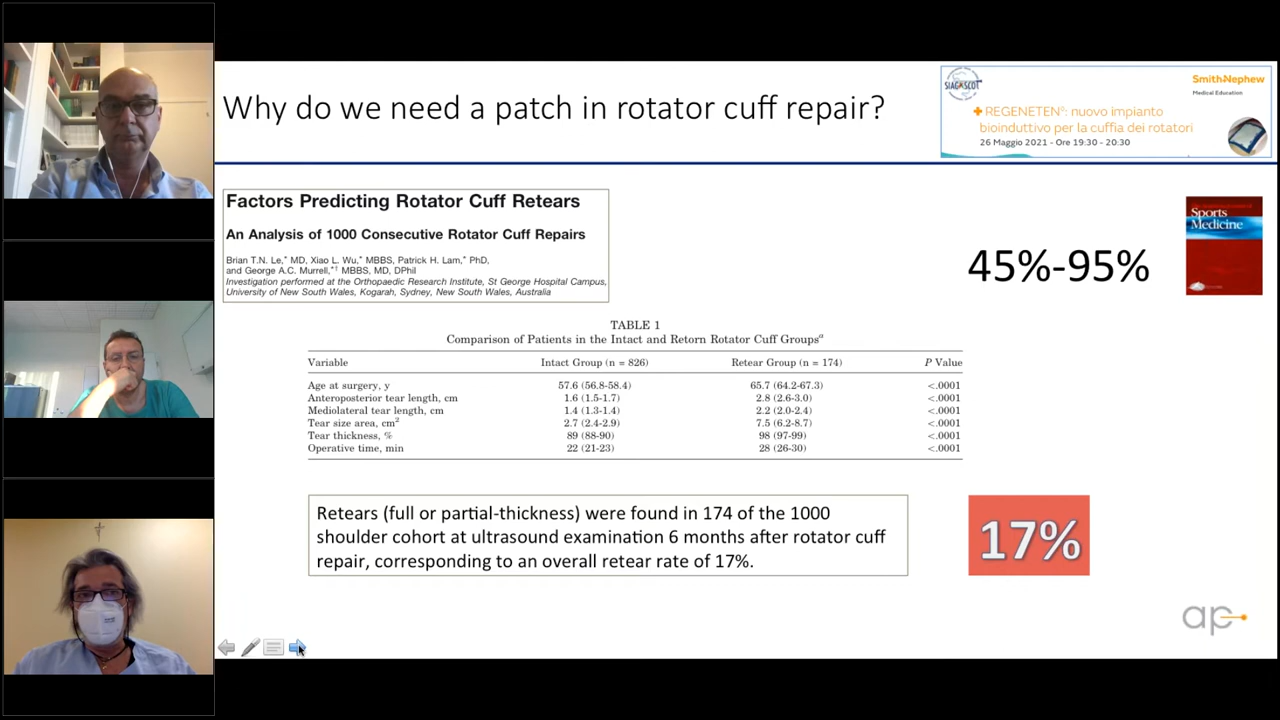 Why do we need a patch in rotator cuff repair?
SIAGASCOT
Smith+Nephew
Medical Education
REGENETEN◊: nuovo impianto
bioinduttivo per la cuffia dei rotatori
26 Maggio 2021 - Ore 19:30 - 20:30
Factors Predicting Rotator Cuff Retears
An Analysis of 1000 Consecutive Rotator Cuff Repairs
Brian T.N. Le,* MD, Xiao L. Wu,* MBBS, Patrick H. Lam,* PhD,
and George A.C. Murrell,*† MBBS, MD, DPhil
Investigation performed at the Orthopaedic Research Institute, St George Hospital Campus,
University of New South Wales, Kogarah, Sydney, New South Wales, Australia
45%-95%
Sports
Medicine
TABLE 1
Comparison of Patients in the Intact and Retorn Rotator Cuff Groupsᵃ
Variable Intact Group (n = 826) Retear Group (n = 174) P Value
Age at surgery, y 57.6 (56.8-58.4) 65.7 (64.2-67.3) <.0001
Anteroposterior tear length, cm 1.6 (1.5-1.7) 2.8 (2.6-3.0) <.0001
Mediolateral tear length, cm 1.4 (1.3-1.4) 2.2 (2.0-2.4) <.0001
Tear size area, cm² 2.7 (2.4-2.9) 7.5 (6.2-8.7) <.0001
Tear thickness, % 89 (88-90) 98 (97-99) <.0001
Operative time, min 22 (21-23) 28 (26-30) <.0001
Retears (full or partial-thickness) were found in 174 of the 1000
shoulder cohort at ultrasound examination 6 months after rotator cuff
repair, corresponding to an overall retear rate of 17%.
17%
ap